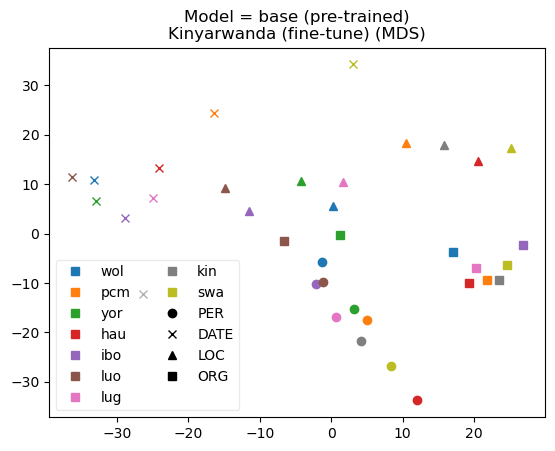 Model = base (pre-trained)
Kinyarwanda (fine-tune) (MDS)
30
20
10
0
−10
−20
−30
wol
pcm
yor
hau
ibo
luo
lug
kin
swa
PER
DATE
LOC
ORG
−30
−20
−10
0
10
20